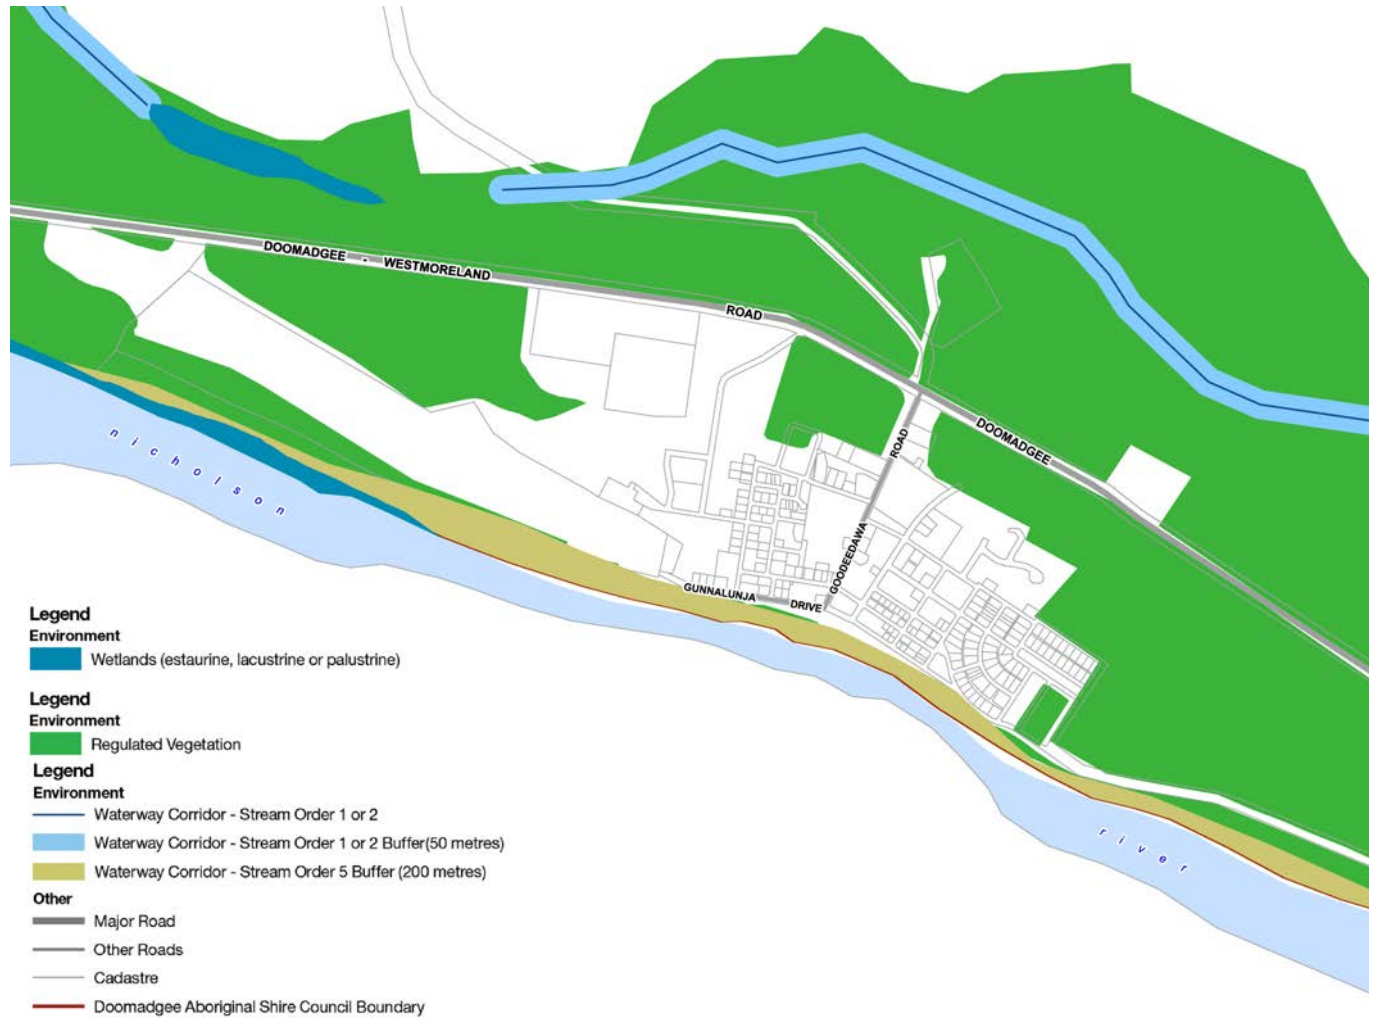 DOOMADGEE - WESTMORELAND
ROAD
DOOMADGEE
ROAD
GOODEEDAWA
GUNNALUNJA DRIVE
nicholson
river
Legend
Environment
Wetlands (estaurine, lacustrine or palustrine)
Legend
Environment
Regulated Vegetation
Legend
Environment
Waterway Corridor - Stream Order 1 or 2
Waterway Corridor - Stream Order 1 or 2 Buffer(50 metres)
Waterway Corridor - Stream Order 5 Buffer (200 metres)
Other
Major Road
Other Roads
Cadastre
Doomadgee Aboriginal Shire Council Boundary